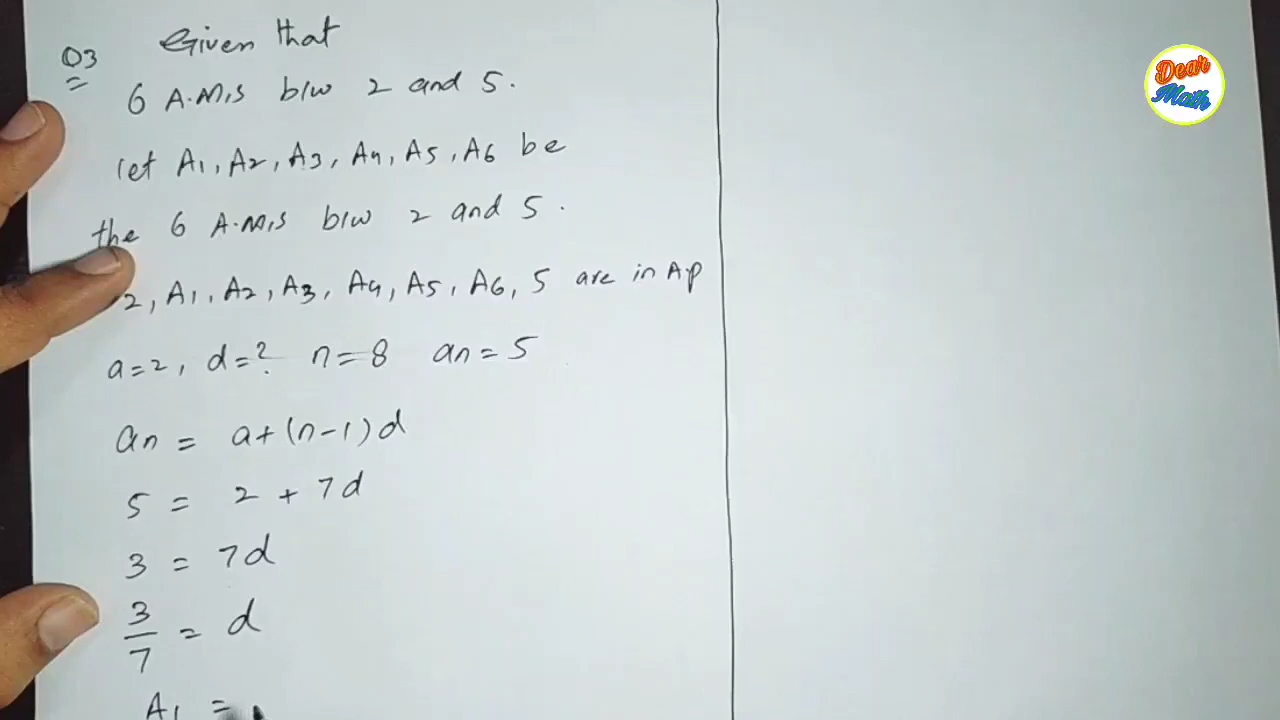 Q3 Given that
6 A.M,s b/w 2 and 5.
let A1, A2, A3, A4, A5, A6 be
the 6 A.M,s b/w 2 and 5.
2, A1, A2, A3, A4, A5, A6, 5 are in A.p
a=2, d=? n=8 an=5
an = a+(n-1)d
5 = 2 + 7d
3 = 7d
3/7 = d
A1 =
Dear
Math